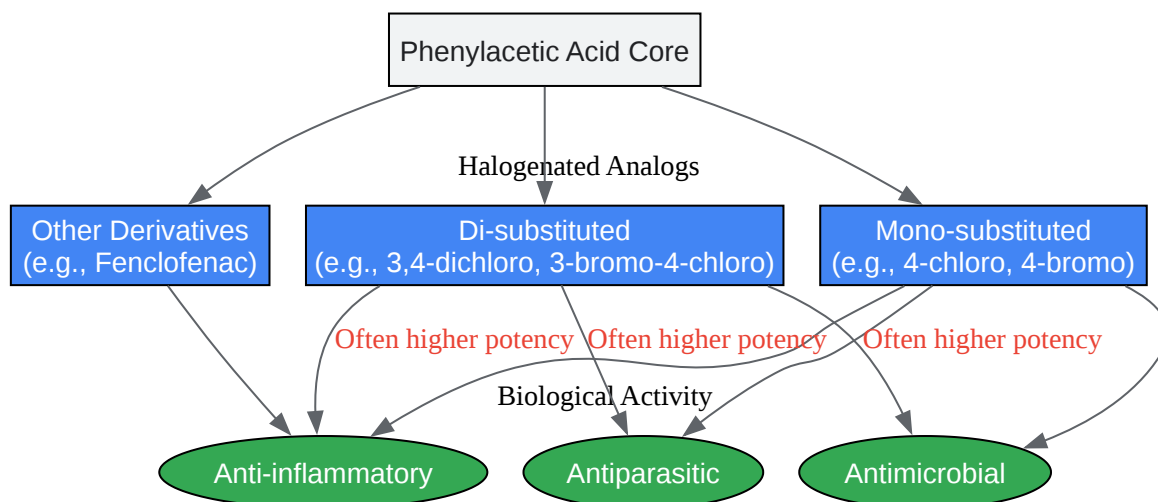 Phenylacetic Acid Core
Halogenated Analogs
Other Derivatives
(e.g., Fenclofenac)
Di-substituted
(e.g., 3,4-dichloro, 3-bromo-4-chloro)
Mono-substituted
(e.g., 4-chloro, 4-bromo)
Often higher potency
Often higher potency
Often higher potency
Biological Activity
Anti-inflammatory
Antiparasitic
Antimicrobial